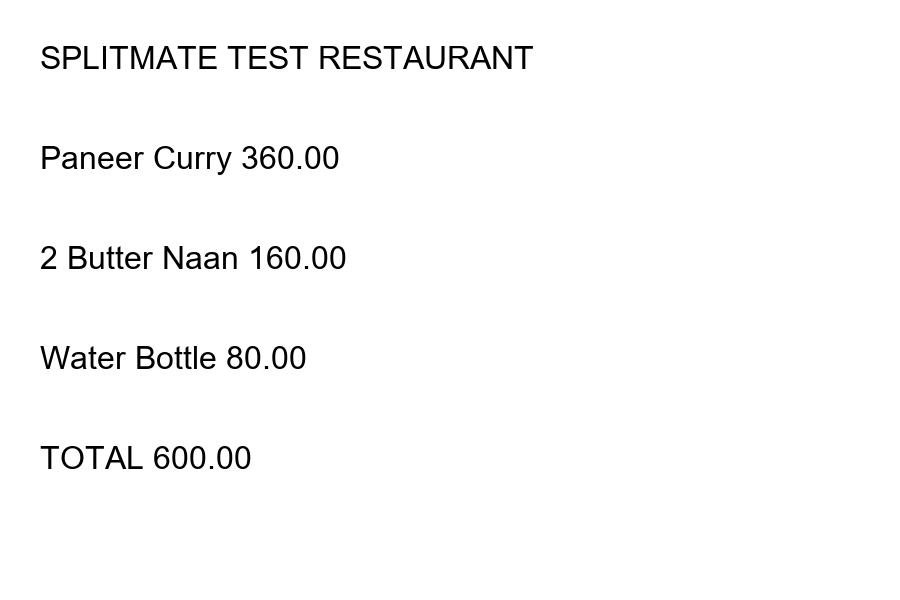 SPLITMATE TEST RESTAURANT
Paneer Curry 360.00
2 Butter Naan 160.00
Water Bottle 80.00
TOTAL 600.00